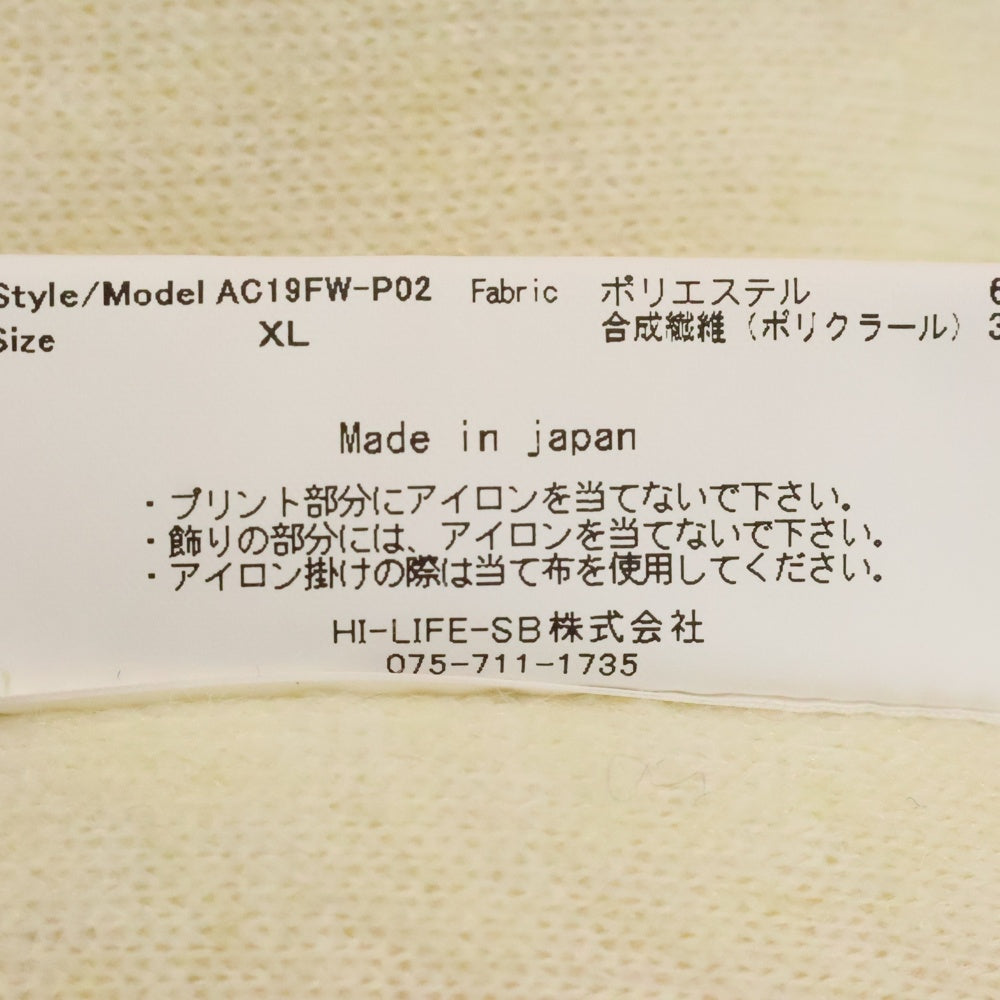 Style/Model AC19FW-P02 Fabric ポリエステル 6
Size XL 合成繊維（ポリクラール） 3
Made in japan
・プリント部分にアイロンを当てないで下さい。
・飾りの部分には、アイロンを当てないで下さい。
・アイロン掛けの際は当て布を使用してください。
HI-LIFE-SB株式会社
075-711-1735